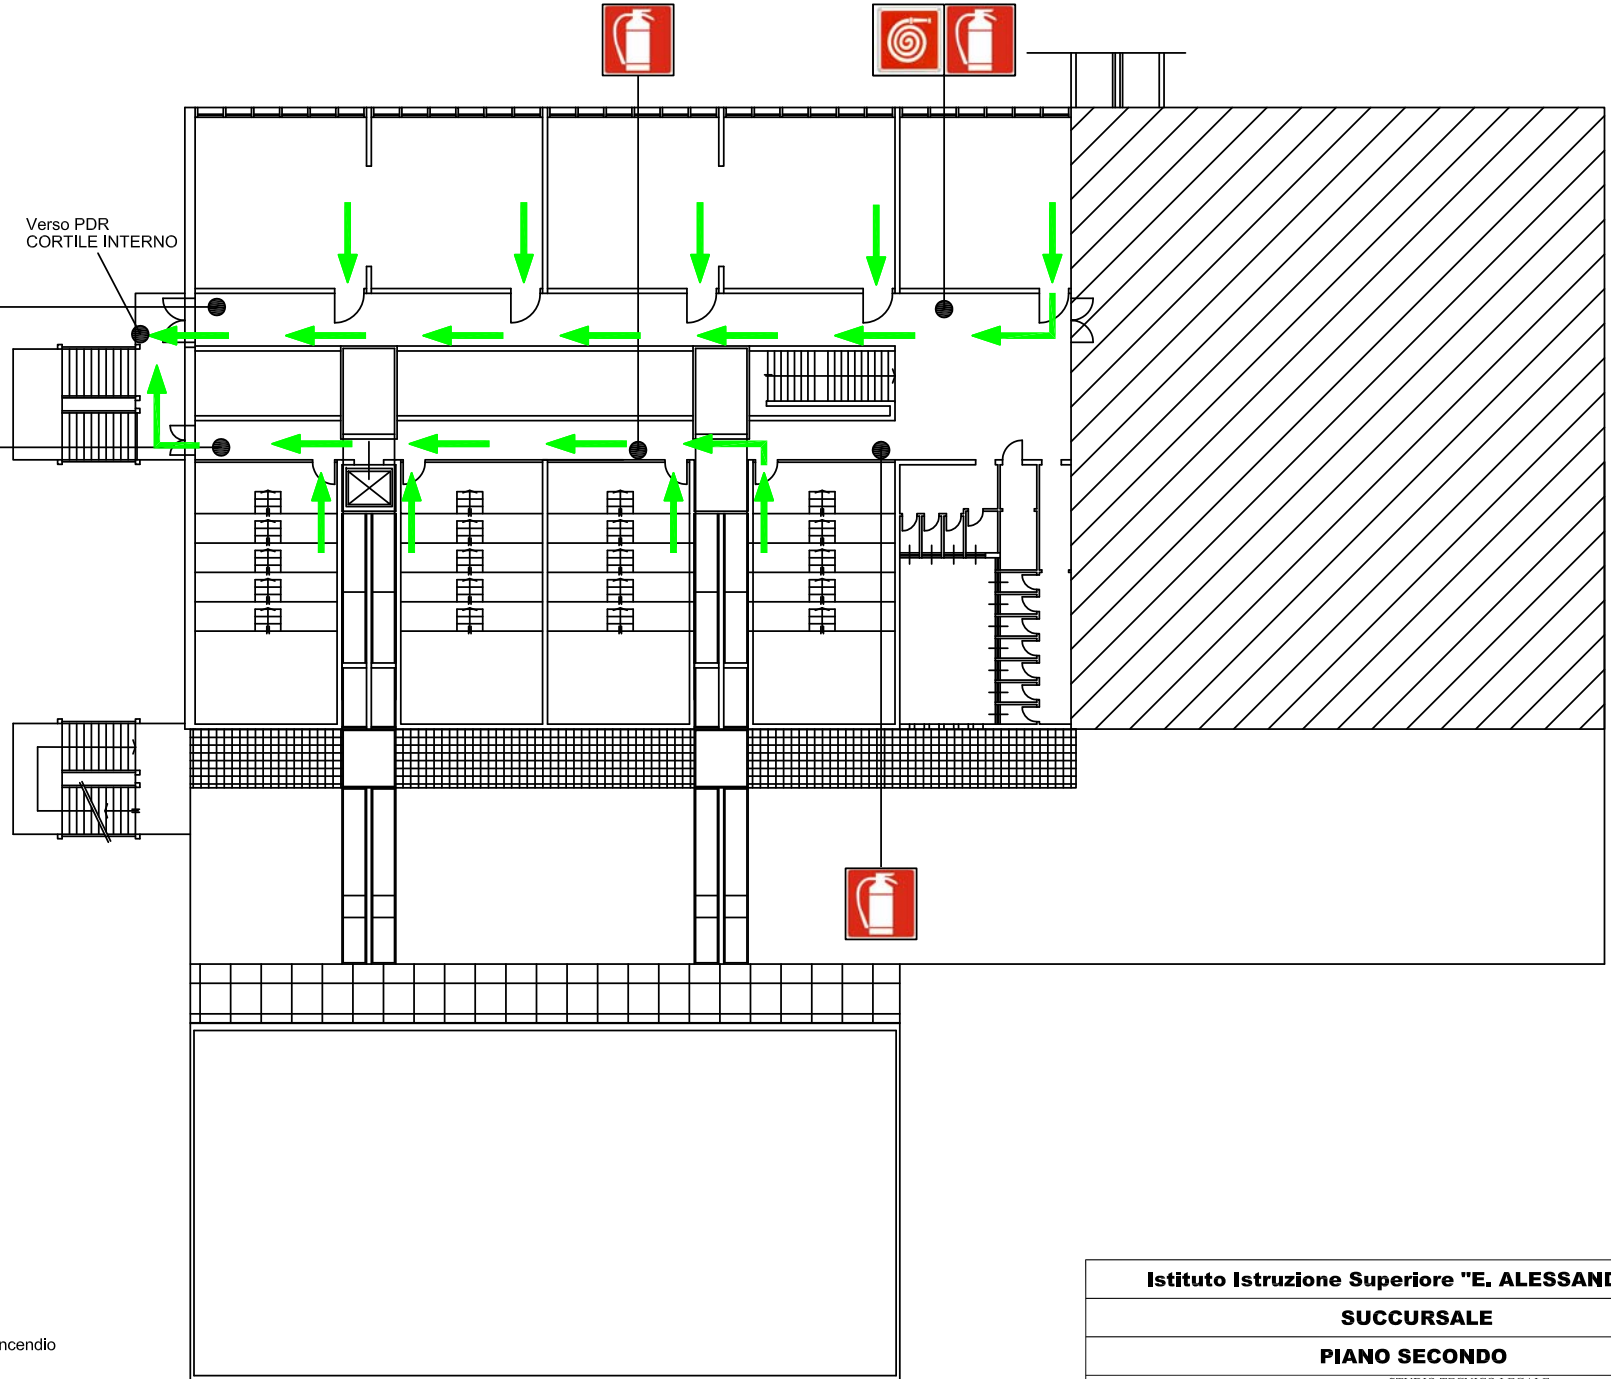 Verso PDR
CORTILE INTERNO
ncendio
Istituto Istruzione Superiore "E. ALESSAND
SUCCURSALE
PIANO SECONDO